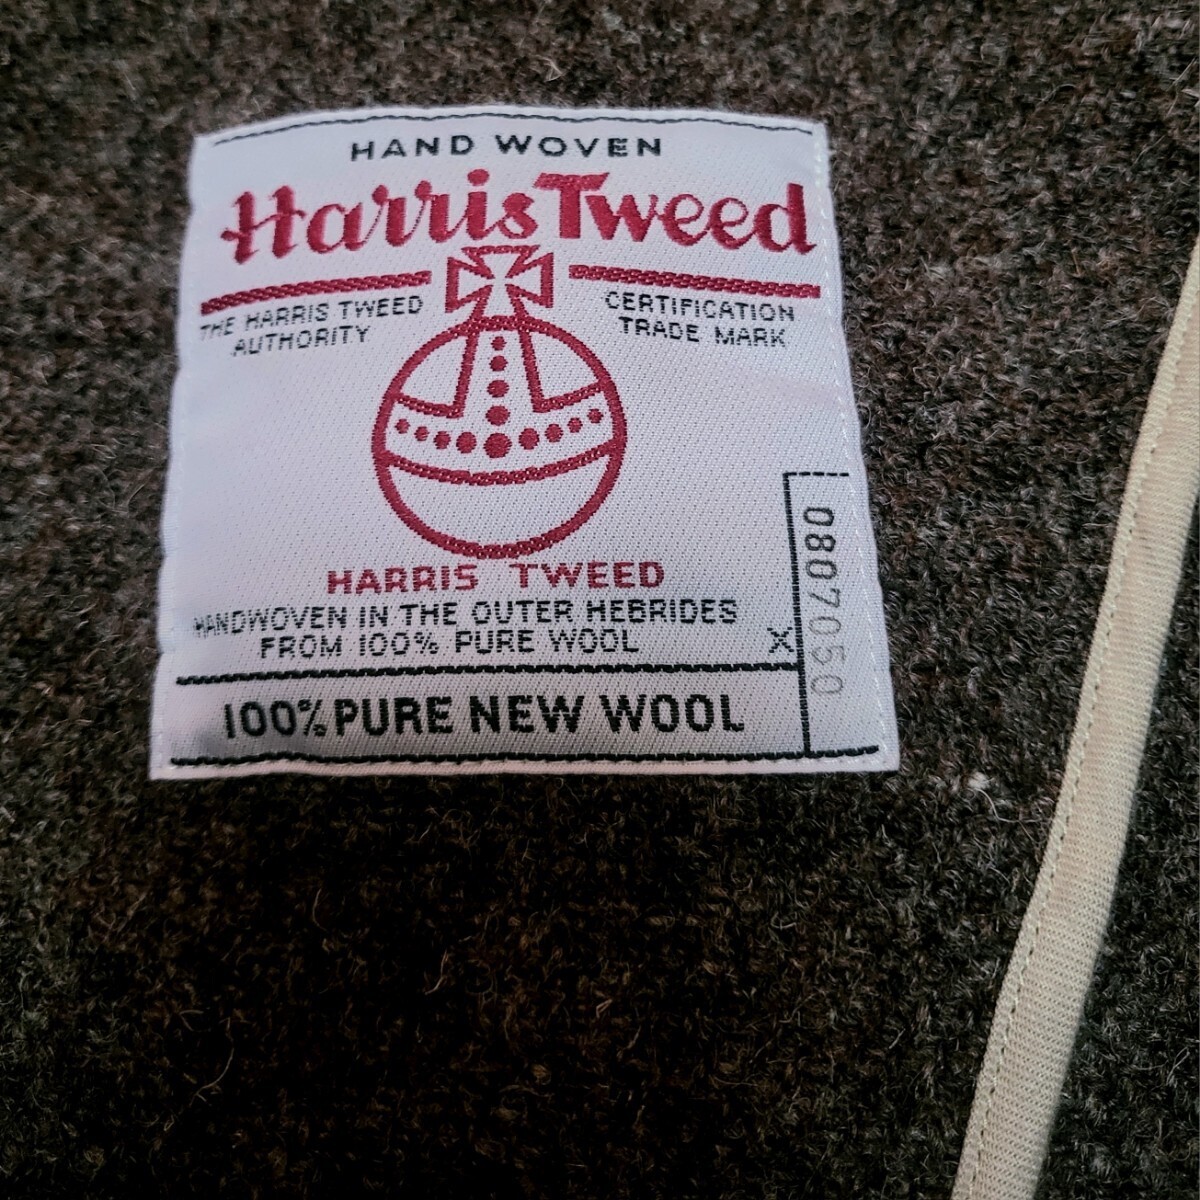 HAND WOVEN
Harris Tweed
THE HARRIS TWEED
AUTHORITY
CERTIFICATION
TRADE MARK
HARRIS TWEED
HANDWOVEN IN THE OUTER HEBRIDES
FROM 100% PURE WOOL
X
0807050
100% PURE NEW WOOL